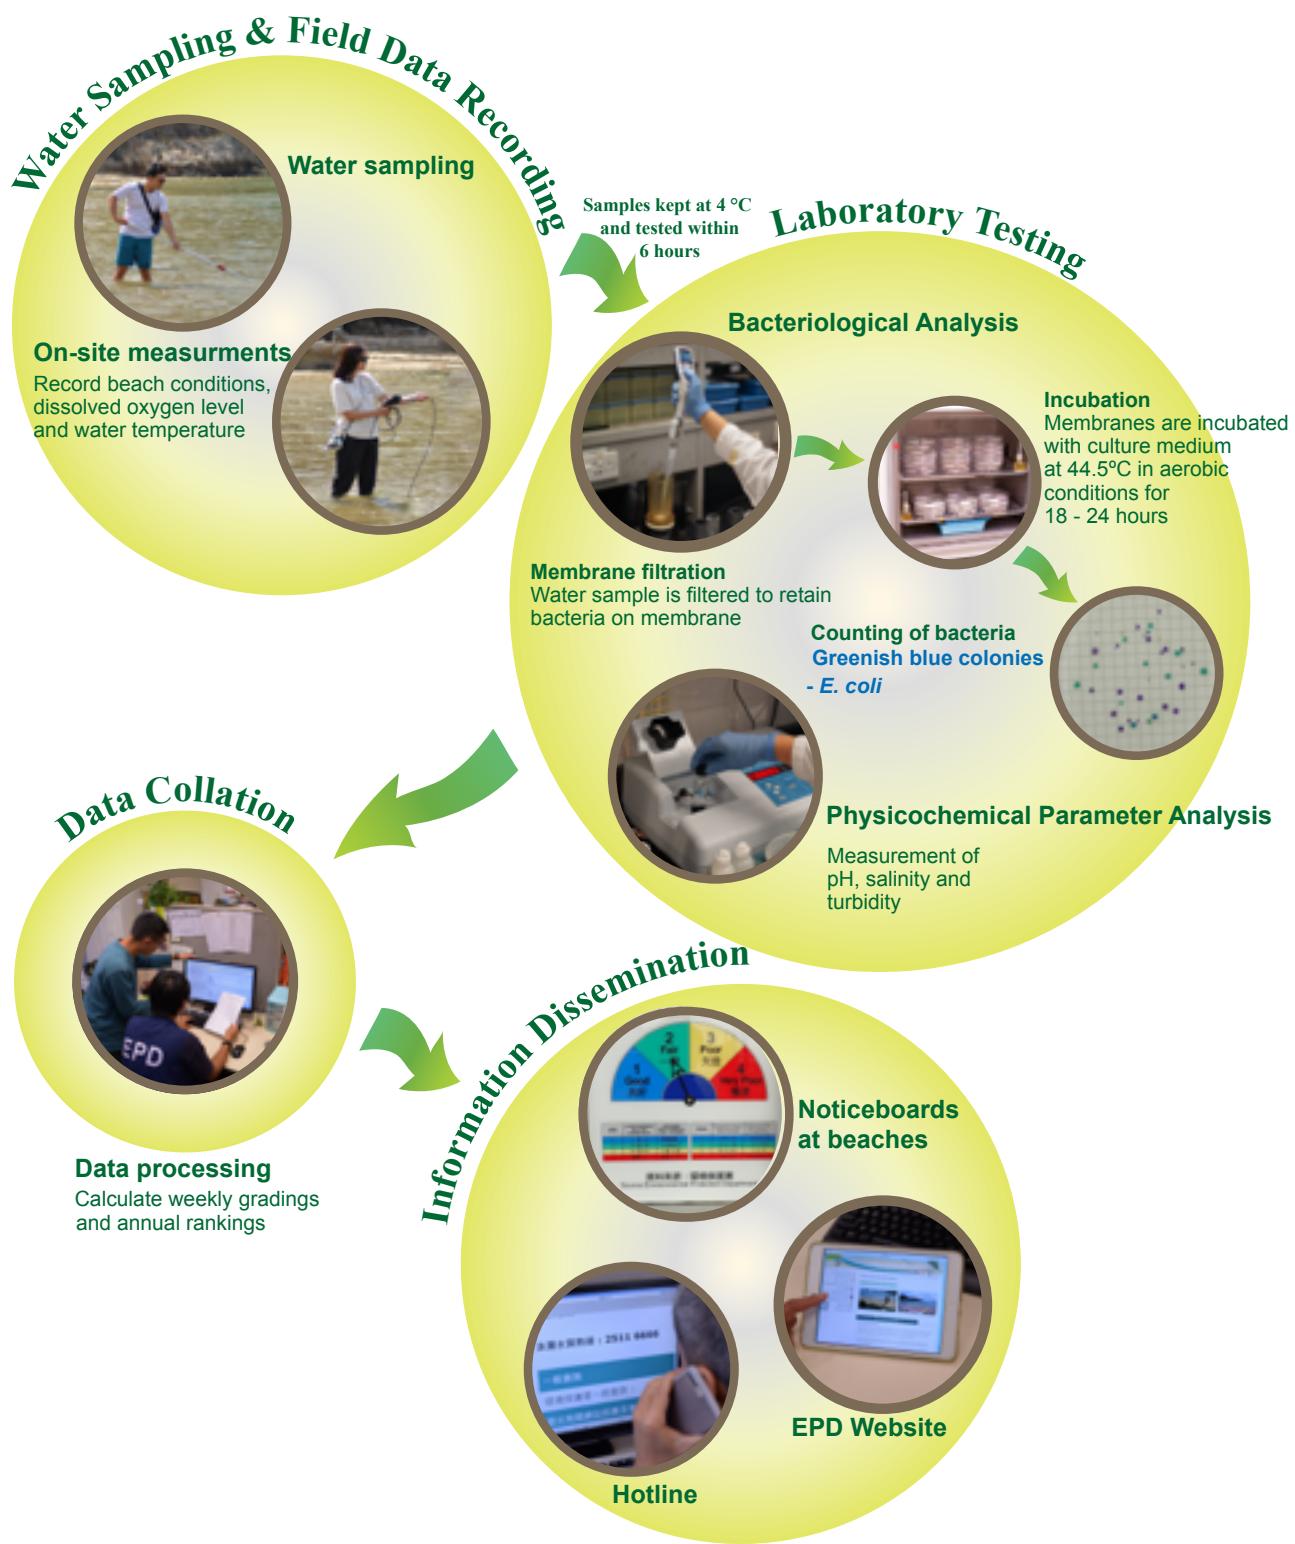 Water Sampling & Field Data Recording
Water sampling
On-site measurments
Record beach conditions,
dissolved oxygen level
and water temperature
Samples kept at 4 °C
and tested within
6 hours
Laboratory Testing
Bacteriological Analysis
Incubation
Membranes are incubated
with culture medium
at 44.5ºC in aerobic
conditions for
18 - 24 hours
Membrane filtration
Water sample is filtered to retain
bacteria on membrane
Counting of bacteria
Greenish blue colonies
- E. coli
Physicochemical Parameter Analysis
Measurement of
pH, salinity and
turbidity
Data Collation
EPD
Data processing
Calculate weekly gradings
and annual rankings
Information Dissemination
1
Good
2
Fair
3
Poor
4
Very Poor
Noticeboards
at beaches
EPD Website
2511 6666
Hotline